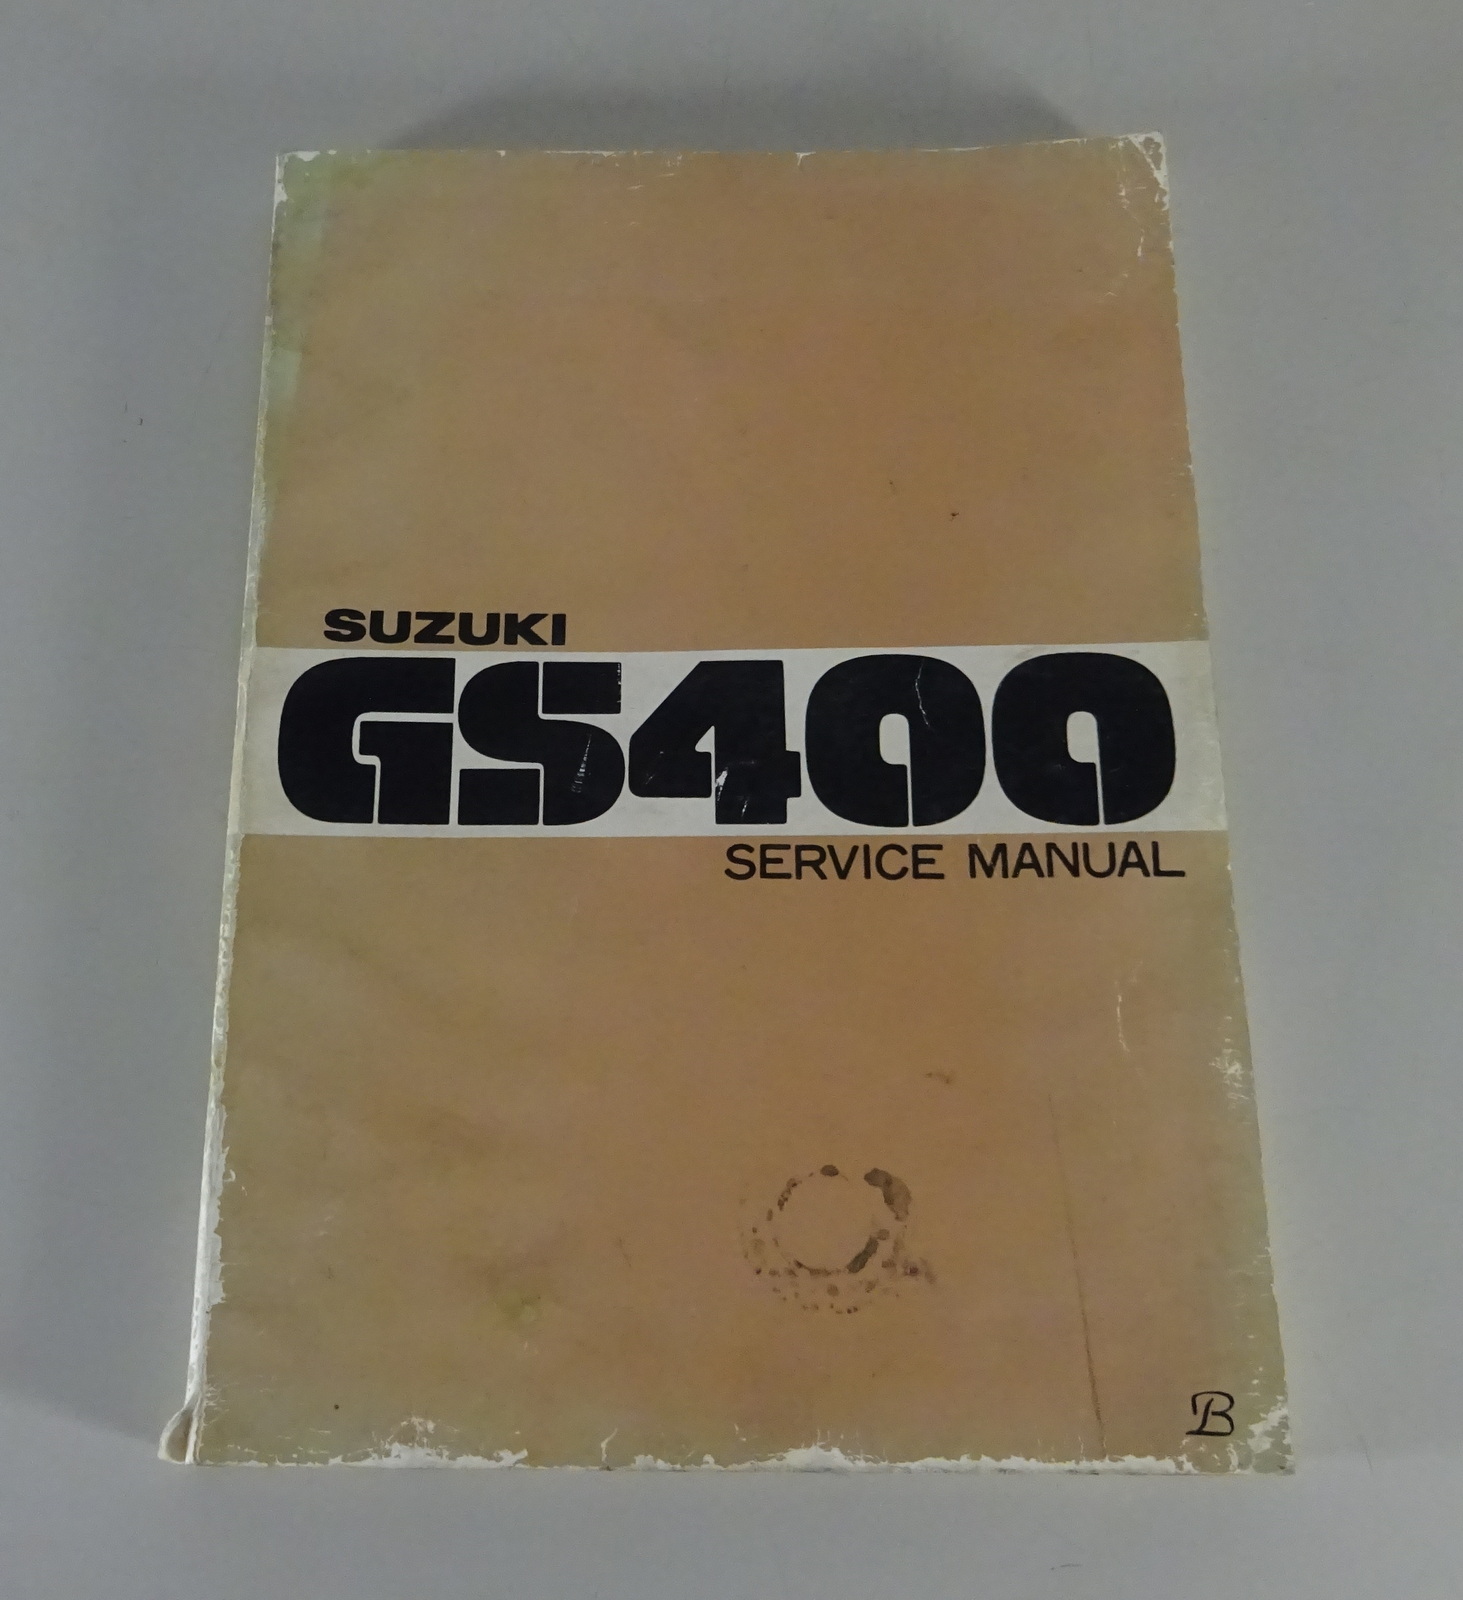 SUZUKI
GS400
SERVICE MANUAL
B